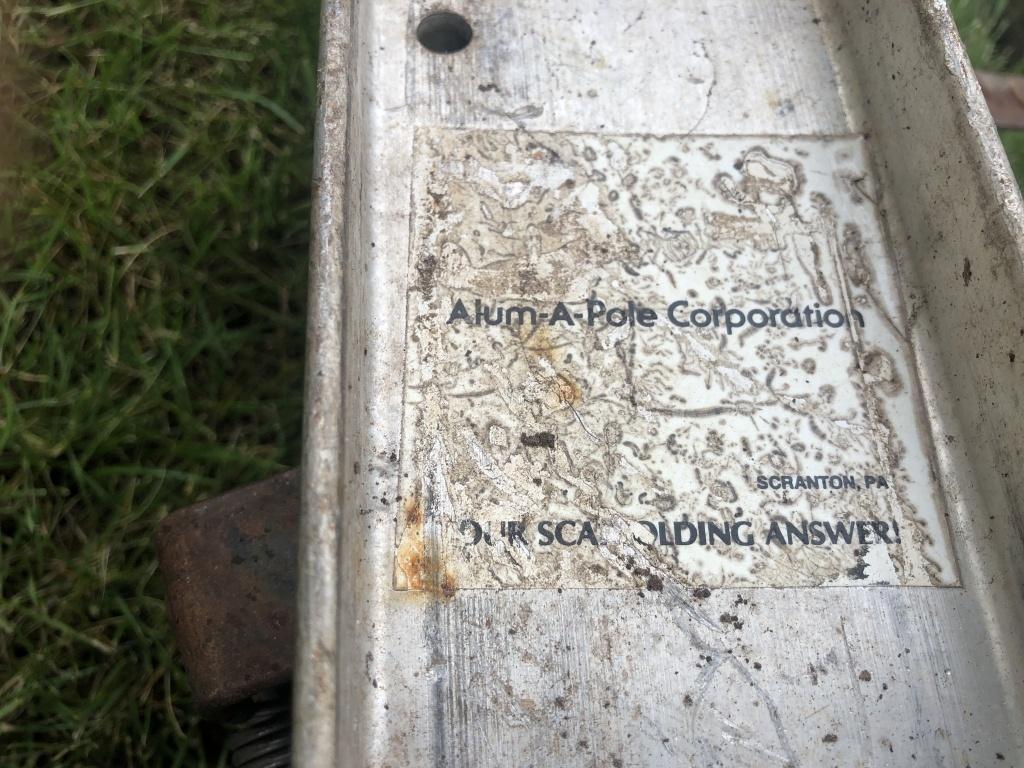 Alum-A-Pole Corporation
SCRANTON, PA
OUR SCAFFOLDING ANSWER!